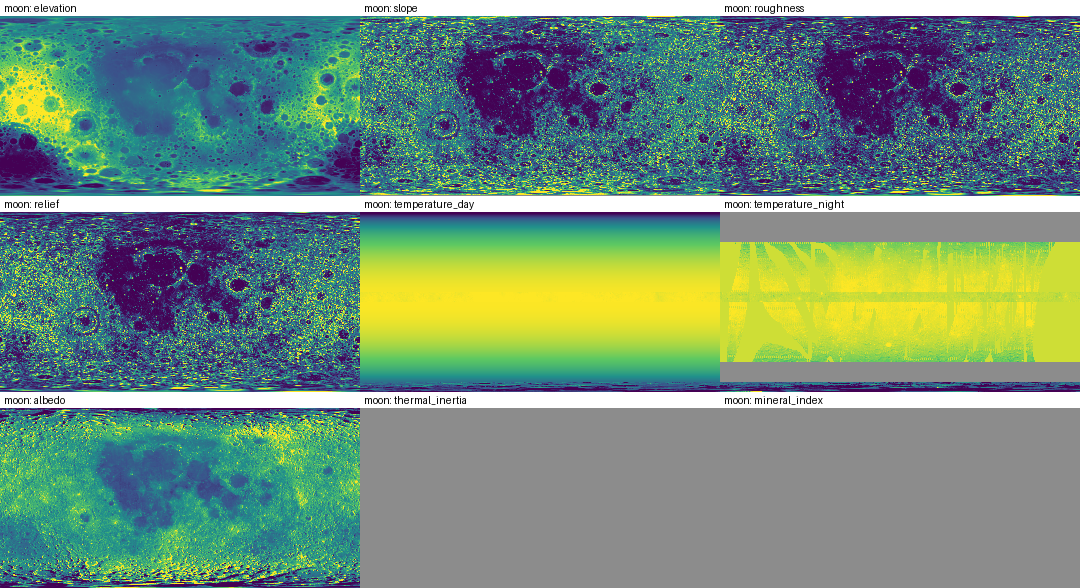 moon: elevation
moon: slope
moon: roughness
moon: relief
moon: temperature_day
moon: temperature_night
moon: albedo
moon: thermal_inertia
moon: mineral_index